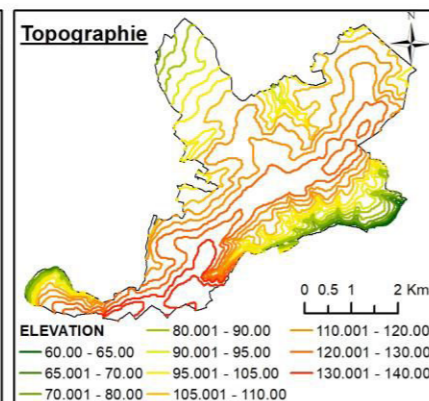 Topographie
N
0 0.5 1 2 Km
ELEVATION
60.00 - 65.00
65.001 - 70.00
70.001 - 80.00
80.001 - 90.00
90.001 - 95.00
95.001 - 105.00
105.001 - 110.00
110.001 - 120.00
120.001 - 130.00
130.001 - 140.00